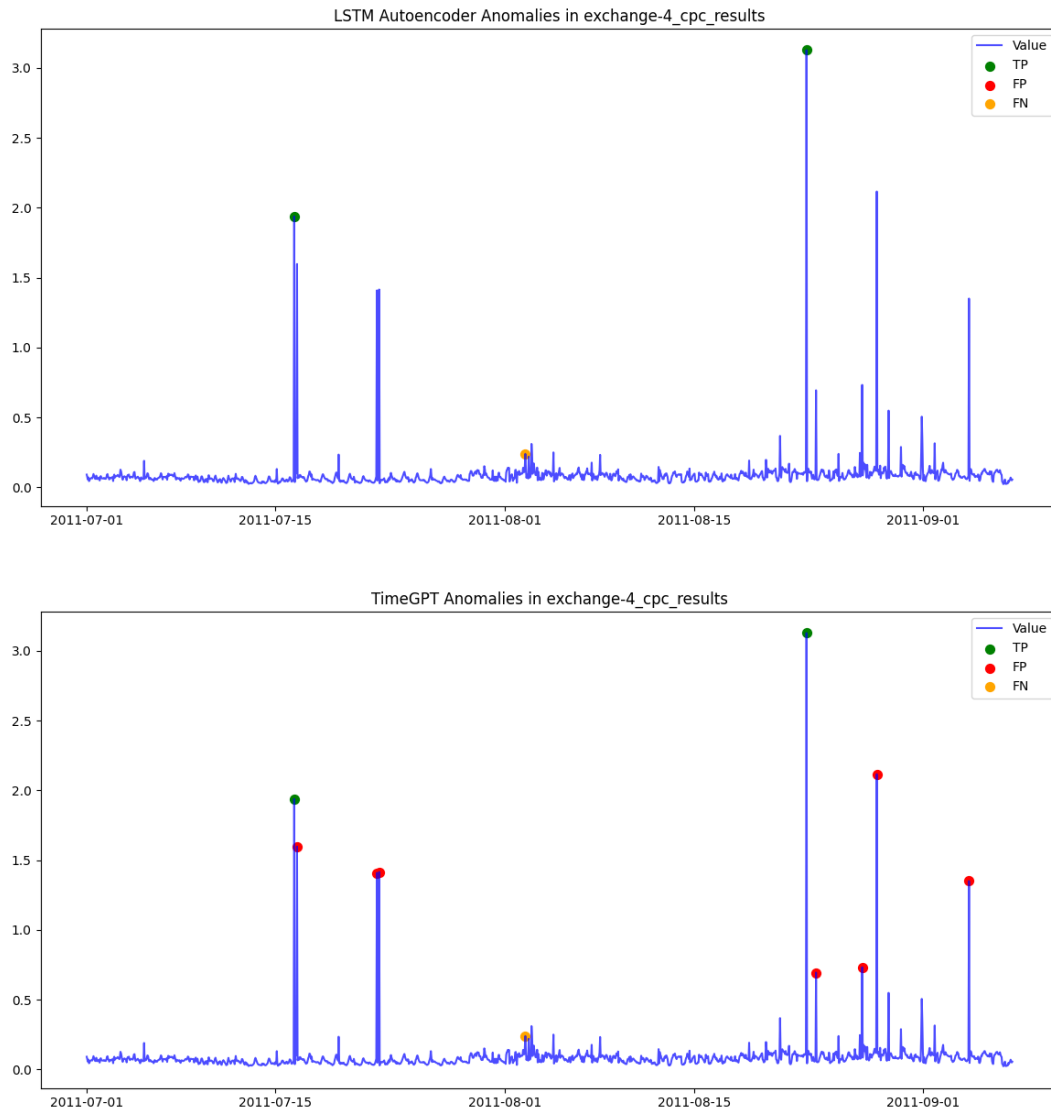 LSTM Autoencoder Anomalies in exchange-4_cpc_results
Value
TP
FP
FN
3.0
2.5
2.0
1.5
1.0
0.5
0.0
2011-07-01
2011-07-15
2011-08-01
2011-08-15
2011-09-01
TimeGPT Anomalies in exchange-4_cpc_results
Value
TP
FP
FN
3.0
2.5
2.0
1.5
1.0
0.5
0.0
2011-07-01
2011-07-15
2011-08-01
2011-08-15
2011-09-01